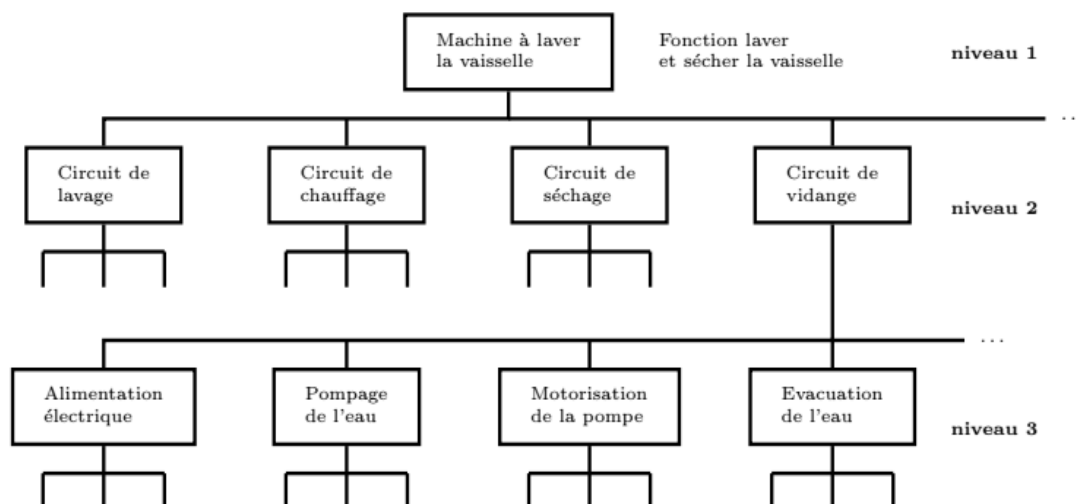 Machine à laver
la vaisselle
Fonction laver
et sécher la vaisselle
niveau 1
...
Circuit de
lavage
Circuit de
chauffage
Circuit de
séchage
Circuit de
vidange
niveau 2
...
Alimentation
électrique
Pompage
de l'eau
Motorisation
de la pompe
Evacuation
de l'eau
niveau 3